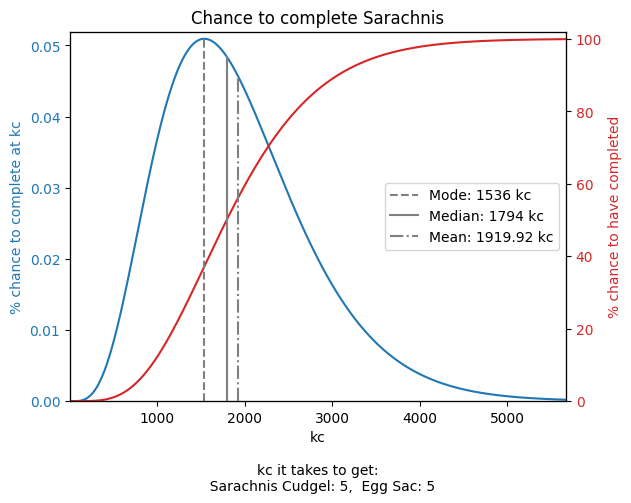 Chance to complete Sarachnis
% chance to complete at kc
0.05
0.04
0.03
0.02
0.01
0.00
100
80
60
40
20
0
% chance to have completed
Mode: 1536 kc
Median: 1794 kc
Mean: 1919.92 kc
1000 2000 3000 4000 5000
kc
kc it takes to get:
Sarachnis Cudgel: 5, Egg Sac: 5